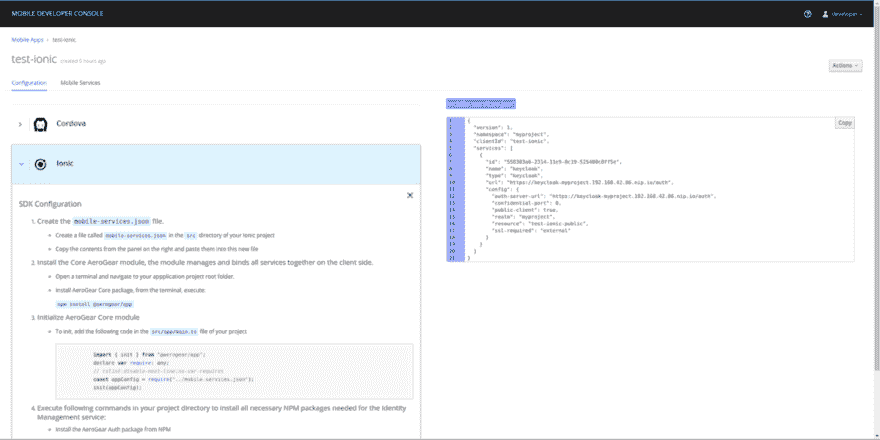 MOBILE DEVELOPER CONSOLE
developer
Mobile Apps
test-ionic
test-ionic created 5 hours ago
Actions
Configuration
Mobile Services
Cordova
Ionic
SDK Configuration
1. Create the mobile-services.json file.
Create a file called mobile-services.json in the src directory of your Ionic project
Copy the contents from the panel on the right and paste them into this new file
2. Install the Core AeroGear module, the module manages and binds all services together on the client side.
Open a terminal and navigate to your appplication project root folder.
Install AeroGear Core package, from the terminal, execute:
npm install @aerogear/app
3. Initialize AeroGear Core module
To init, add the following code in the src/app/main.ts file of your project
import { init } from "@aerogear/app";
declare var require: any;
// tslint:disable-next-line:no-var-requires
const appConfig = require("../mobile-services.json");
init(appConfig);
4. Execute following commands in your project directory to install all necessary NPM packages needed for the Identity
Management service:
Install the AeroGear Auth package from NPM
Copy
1 {
2 "version": 1,
3 "namespace": "myproject",
4 "clientId": "test-ionic",
5 "services": [
6 {
7
8 "name": "keycloak",
9 "type": "keycloak",
10 "url": "https://keycloak-myproject.192.168.42.86.nip.io/auth",
11 "config": {
12 "auth-server-url": "https://keycloak-myproject.192.168.42.86.nip.io/auth",
13 "confidential-port": 0,
14 "public-client": true,
15 "realm": "myproject",
16 "resource": "test-ionic-public",
17 "ssl-required": "external"
18 }
19 }
20 ]
21 }